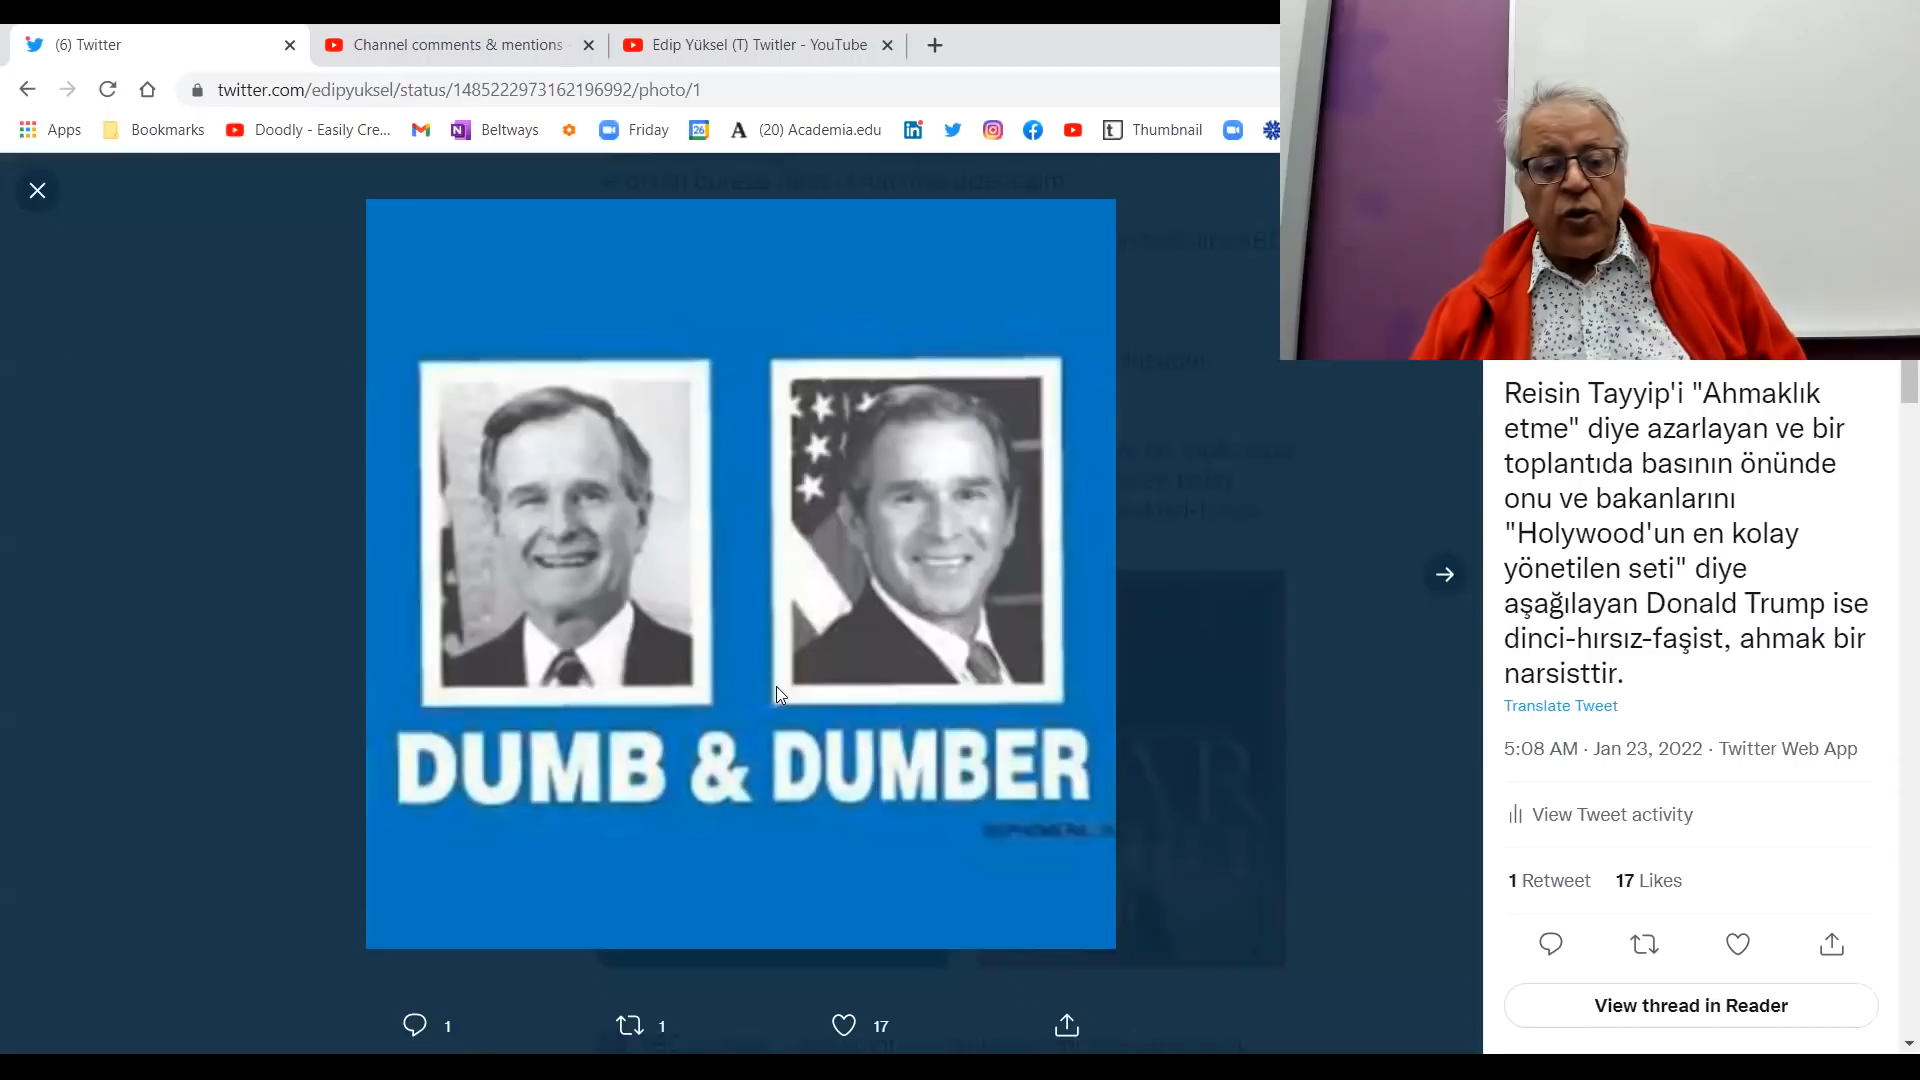 (6) Twitter
Channel comments & mentions
Edip Yüksel (T) Twitler - YouTube
twitter.com/edipyuksel/status/1485222973162196992/photo/1
Apps
Bookmarks
Doodly - Easily Cre...
Beltways
Friday
26
(20) Academia.edu
Thumbnail
DUMB & DUMBER
Reisin Tayyip'i "Ahmaklık
etme" diye azarlayan ve bir
toplantıda basının önünde
onu ve bakanlarını
"Holywood'un en kolay
yönetilen seti" diye
aşağılayan Donald Trump ise
dinci-hırsız-faşist, ahmak bir
narsisttir.
Translate Tweet
5:08 AM · Jan 23, 2022 · Twitter Web App
View Tweet activity
1 Retweet 17 Likes
View thread in Reader
1
1
17